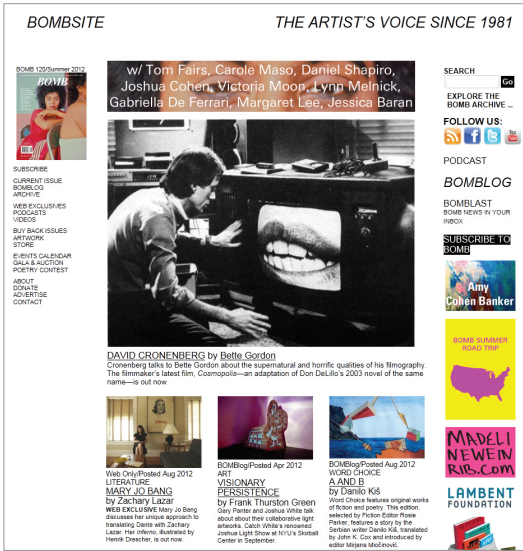 BOMBSITE
THE ARTIST'S VOICE SINCE 1981
BOMB 120/Summer 2012
BOMB
SUBSCRIBE
CURRENT ISSUE
BOMBLOG
ARCHIVE
WEB EXCLUSIVES
PODCASTS
VIDEOS
BUY BACK ISSUES
ARTWORK
STORE
EVENTS CALENDAR
GALA & AUCTION
POETRY CONTEST
ABOUT
DONATE
ADVERTISE
CONTACT
w/ Tom Fairs, Carole Maso, Daniel Shapiro,
Joshua Cohen, Victoria Moon, Lynn Melnick,
Gabriella De Ferrari, Margaret Lee, Jessica Baran
DAVID CRONENBERG by Bette Gordon
Cronenberg talks to Bette Gordon about the supernatural and horrific qualities of his filmography.
The filmmaker's latest film, Cosmopolis—an adaption of Don DeLillo's 2003 novel of the same
name—is out now.
Web Only/Posted Aug 2012
LITERATURE
MARY JO BANG
by Zachary Lazar
WEB EXCLUSIVE Mary Jo Bang
discusses her unique approach to
translating Dante with Zachary
Lazar. Her Inferno, illustrated by
Henrik Drescher, is out now.
BOMBlog/Posted Apr 2012
ART
VISIONARY
PERSISTENCE
by Frank Thurston Green
Gary Panter and Joshua White talk
about about their collaborative light
artworks. Catch White's renowned
Joshua Light Show at NYU's Skirball
Center in September.
BOMBlog/Posted Aug 2012
WORD CHOICE
A AND B
by Danilo Kiš
Word Choice features original works
of fiction and poetry. This edition,
selected by Fiction Editor Rosie
Parker, features a story by the
Serbian writer Danilo Kiš, translated
by John K. Cox and introduced by
editor Mirjana Miočinović.
SEARCH
Go
EXPLORE THE
BOMB ARCHIVE ...
FOLLOW US:
You
Tube
PODCAST
BOMBLOG
BOMBLAST
BOMB NEWS IN YOUR
INBOX
SUBSCRIBE TO
BOMB
Amy
Cohen Banker
BOMB SUMMER
ROAD TRIP
MADELI
NEWEIN
RIB.COM
LAMBENT
FOUNDATION